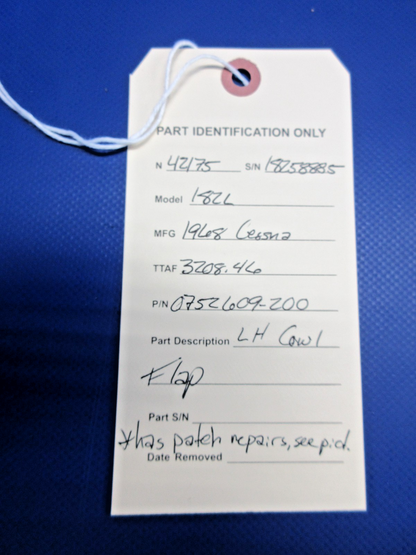 PART IDENTIFICATION ONLY
N 42175 S/N 18258885
Model 182L
MFG 1968 Cessna
TTAF 3208.46
P/N 0752609-200
Part Description LH Cowl
Flap
Part S/N
*has patch repairs, see pic.
Date Removed